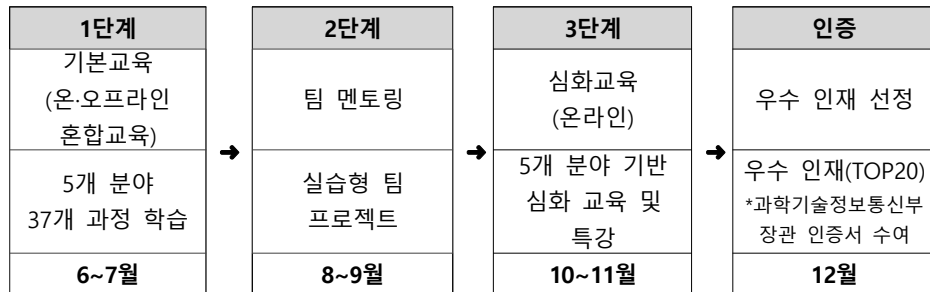 1단계
기본교육
(온·오프라인
혼합교육)
5개 분야
37개 과정 학습
6~7월
➜
2단계
팀 멘토링
실습형 팀
프로젝트
8~9월
➜
3단계
심화교육
(온라인)
5개 분야 기반
심화 교육 및
특강
10~11월
➜
인증
우수 인재 선정
우수 인재(TOP20)
*과학기술정보통신부
장관 인증서 수여
12월